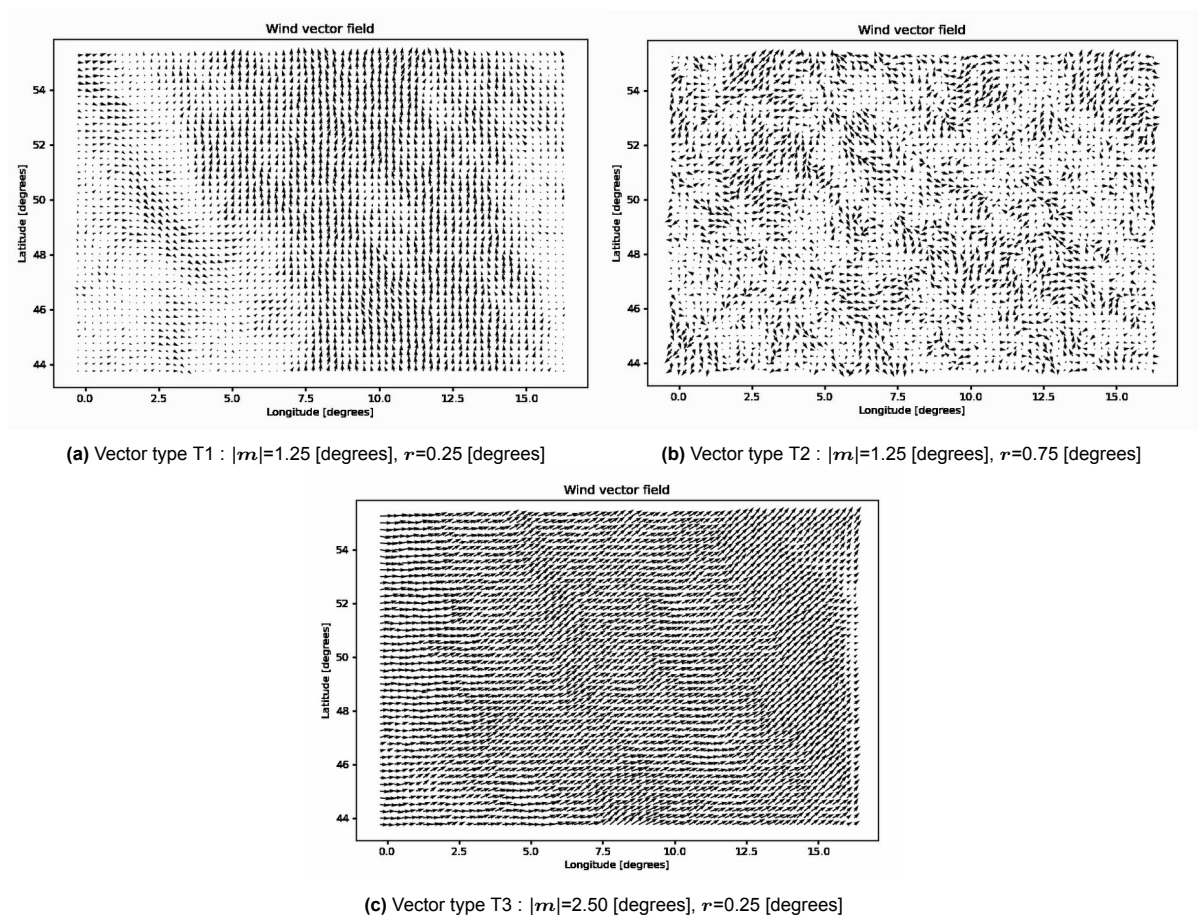 Wind vector field
54
52
50
48
46
44
Latitude [degrees]
0.0 2.5 5.0 7.5 10.0 12.5 15.0
Longitude [degrees]
(a) Vector type T1 : |m|=1.25 [degrees], r=0.25 [degrees]
Wind vector field
54
52
50
48
46
44
Latitude [degrees]
0.0 2.5 5.0 7.5 10.0 12.5 15.0
Longitude [degrees]
(b) Vector type T2 : |m|=1.25 [degrees], r=0.75 [degrees]
Wind vector field
54
52
50
48
46
44
Latitude [degrees]
0.0 2.5 5.0 7.5 10.0 12.5 15.0
Longitude [degrees]
(c) Vector type T3 : |m|=2.50 [degrees], r=0.25 [degrees]